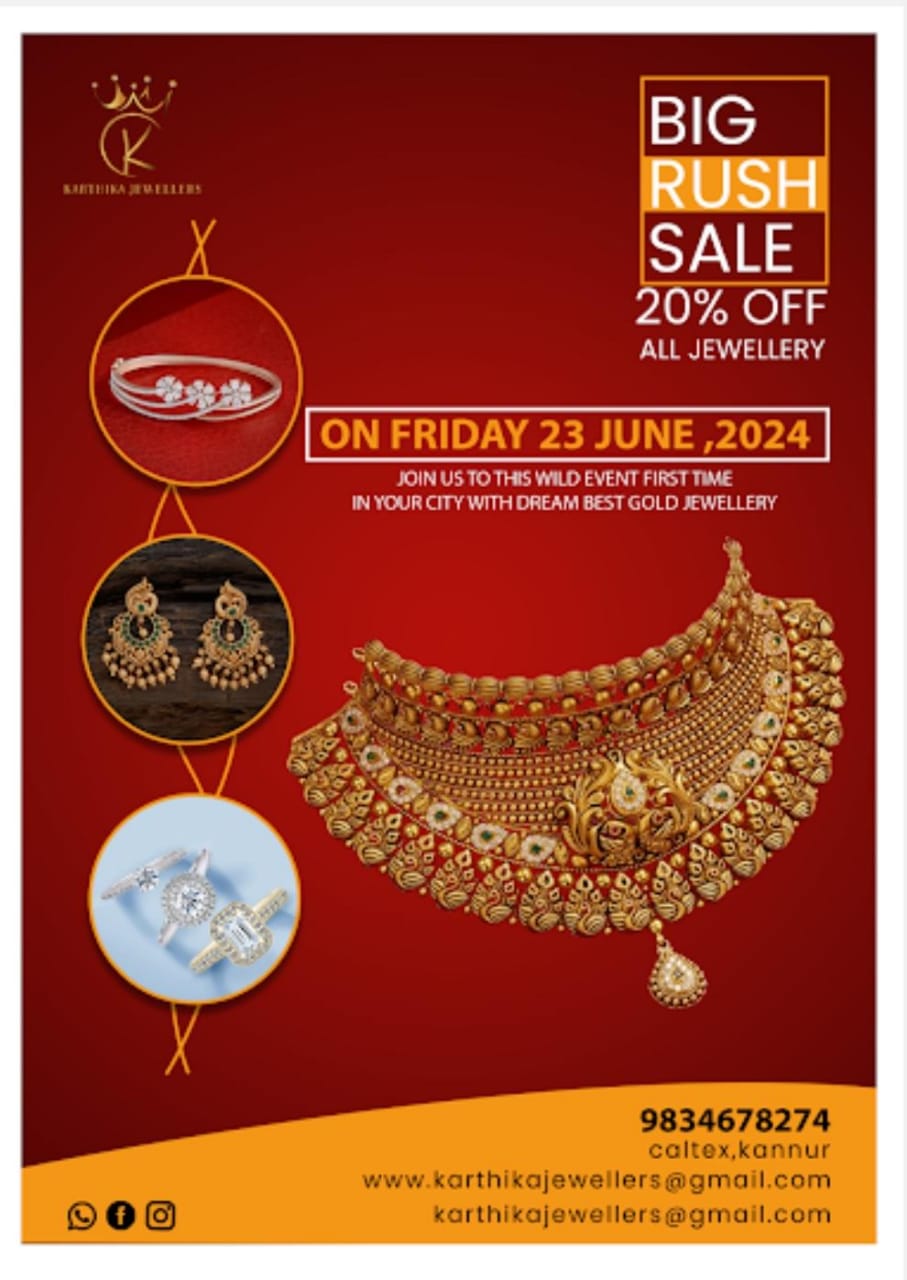 KARTHIKA JEWELLERS
BIG
RUSH
SALE
20% OFF
ALL JEWELLERY
ON FRIDAY 23 JUNE ,2024
JOIN US TO THIS WILD EVENT FIRST TIME
IN YOUR CITY WITH DREAM BEST GOLD JEWELLERY
9834678274
caltex,kannur
www.karthikajewellers@gmail.com
karthikajewellers@gmail.com